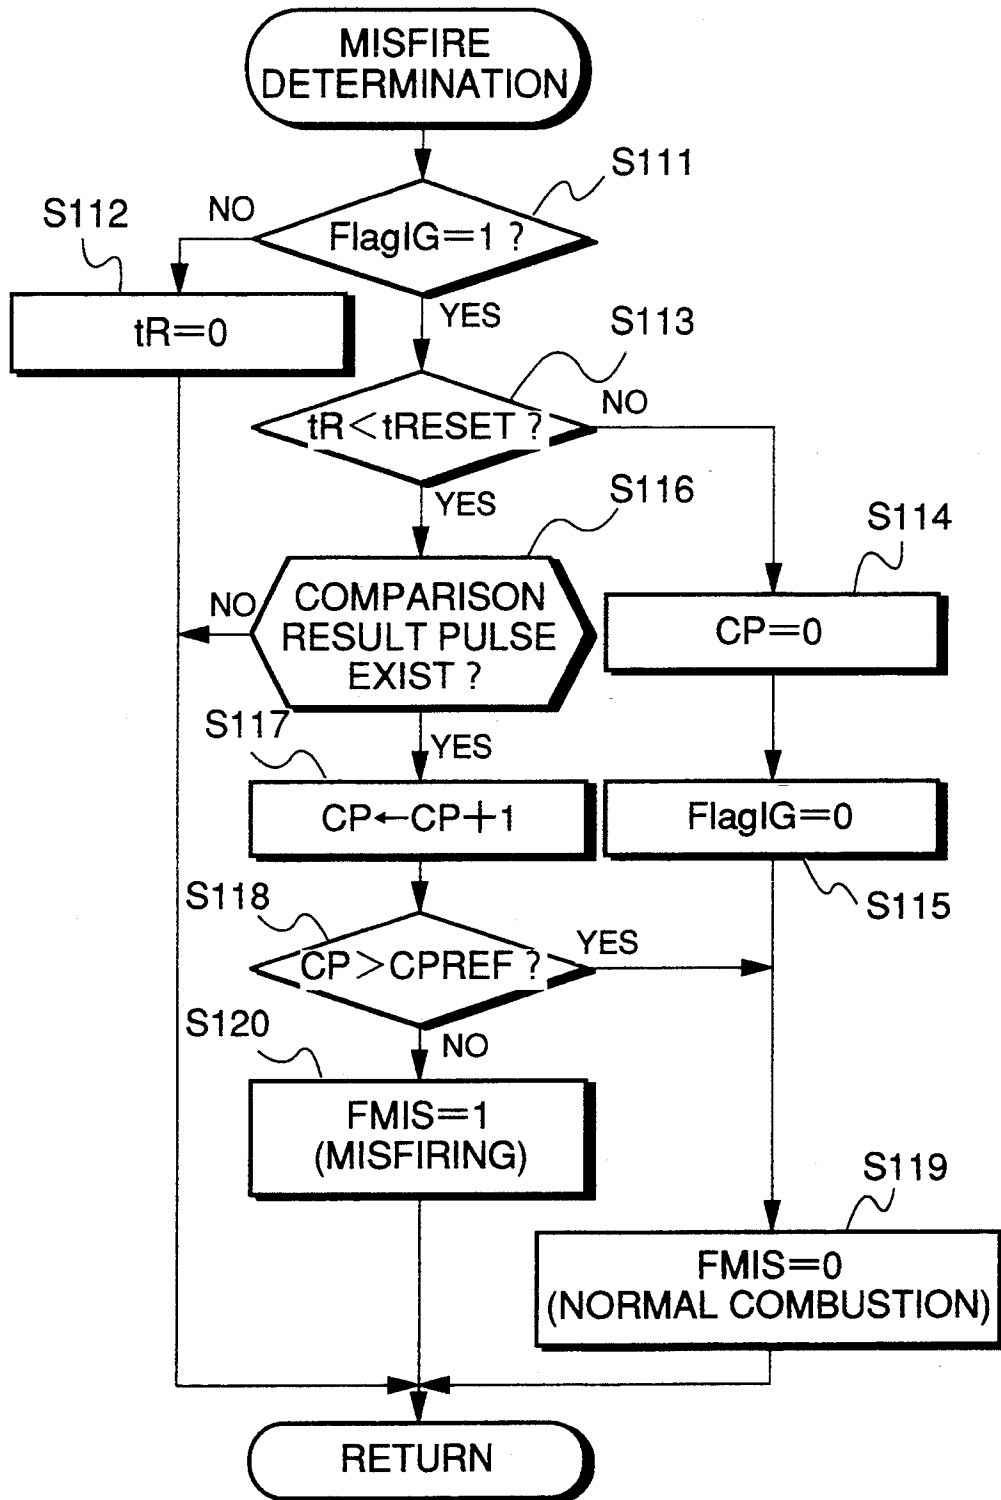 MISFIRE
DETERMINATION
S111
FlagIG=1 ?
NO
S112
tR=0
YES
S113
tR<tRESET ?
NO
YES
S116
COMPARISON
RESULT PULSE
EXIST ?
NO
S114
CP=0
YES
S117
CP←CP+1
FlagIG=0
S115
S118
CP>CPREF ?
YES
NO
S120
FMIS=1
(MISFIRING)
S119
FMIS=0
(NORMAL COMBUSTION)
RETURN